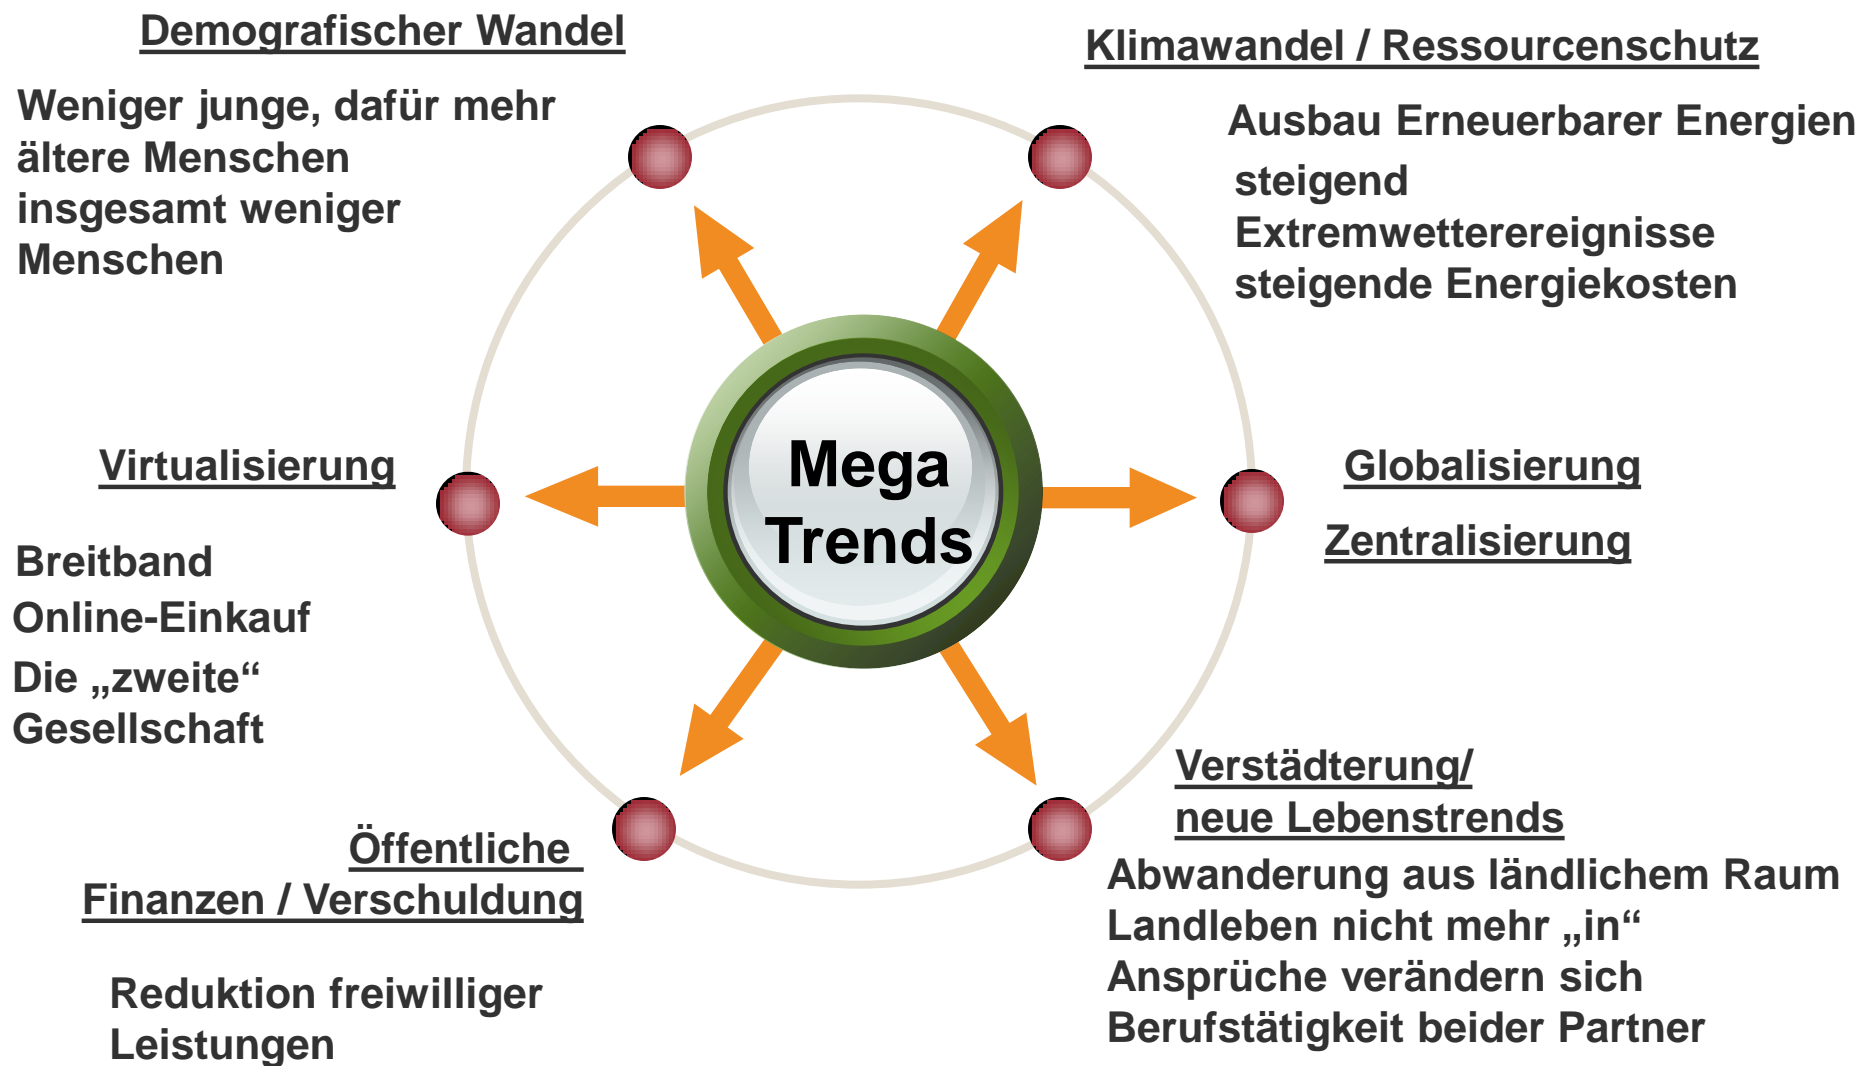 Demografischer Wandel
Weniger junge, dafür mehr
ältere Menschen
insgesamt weniger
Menschen
Klimawandel / Ressourcenschutz
Ausbau Erneuerbarer Energien
steigend
Extremwetterereignisse
steigende Energiekosten
Mega
Trends
Virtualisierung
Breitband
Online-Einkauf
Die „zweite“
Gesellschaft
Globalisierung
Zentralisierung
Öffentliche
Finanzen / Verschuldung
Reduktion freiwilliger
Leistungen
Verstädterung/
neue Lebenstrends
Abwanderung aus ländlichem Raum
Landleben nicht mehr „in“
Ansprüche verändern sich
Berufstätigkeit beider Partner